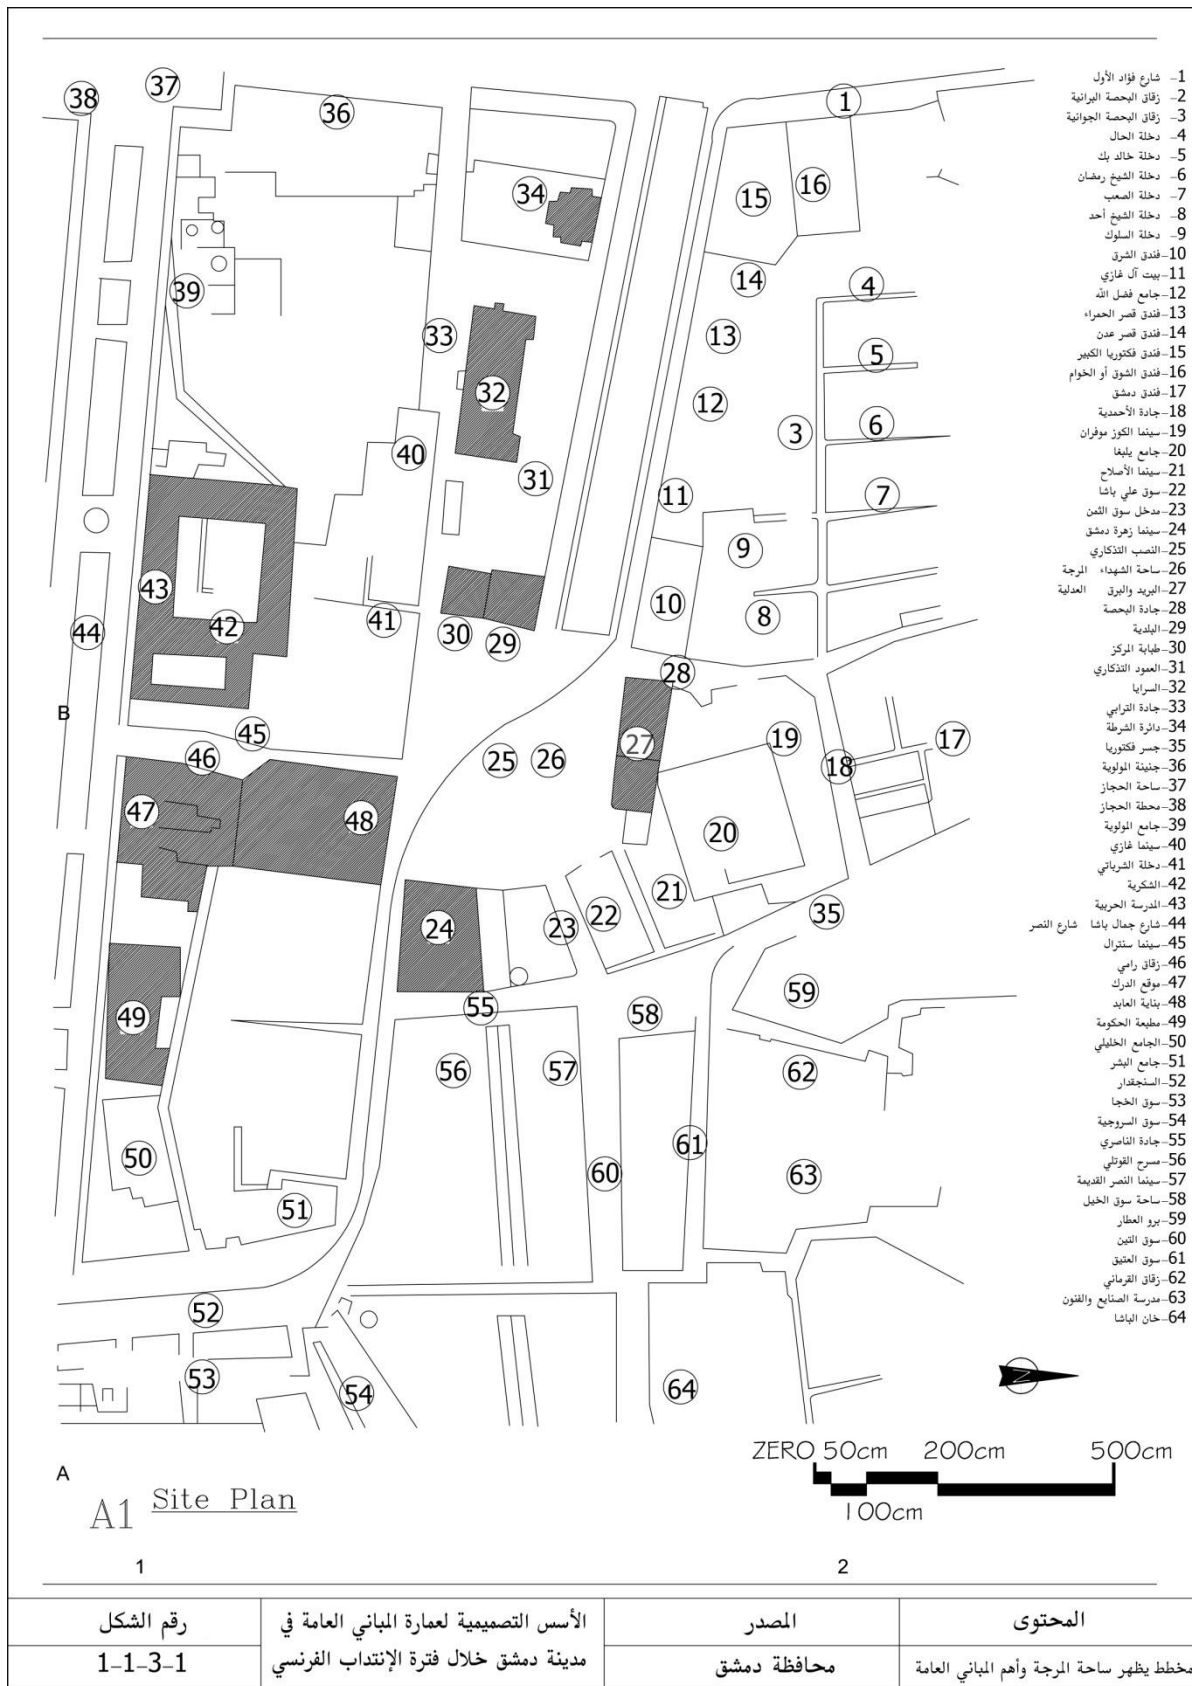 1- شارع فؤاد الأول
2- زقاق البحصة البرانية
3- زقاق البحصة الجوانية
4- دخلة الحال
5- دخلة خالد بك
6- دخلة الشيخ رمضان
7- دخلة الصعب
8- دخلة الشيخ أحد
9- دخلة السلوك
10-فندق الشرق
11-بيت آل غازي
12-جامع فضل الله
13-فندق قصر الحمراء
14-فندق قصر عدن
15-فندق فكتوريا الكبير
16-فندق الشوق أو الخوام
17-فندق دمشق
18-جادة الأحمدية
19-سينما الكوز موفران
20-جامع يلبغا
21-سينما الأصلاح
22-سوق علي باشا
23-مدخل سوق الثمن
24-سينما زهرة دمشق
25-النصب التذكاري
26-ساحة الشهداء المرجة
27-البريد والبرق العدلية
28-جادة البحصة
29-البلدية
30-طبابة المركز
31-العمود التذكاري
32-السرايا
33-جادة الترابي
34-دائرة الشرطة
35-جسر فكتوريا
36-جنينة المولوية
37-ساحة الحجاز
38-محطة الحجاز
39-جامع المولوية
40-سينما غازي
41-دخلة الشرباتي
42-الشكرية
43-المدرسة الحربية
44-شارع جمال باشا شارع النصر
45-سينما سنترال
46-زقاق رامي
47-موقع الدرك
48-بناية العابد
49-مطبعة الحكومة
50-الجامع الخليلي
51-جامع البشر
52-السنجقدار
53-سوق الخجا
54-سوق السروجية
55-جادة الناصري
56-مسرح القوتلي
57-سينما النصر القديمة
58-ساحة سوق الخيل
59-برو العطار
60-سوق التين
61-سوق العتيق
62-زقاق القرماني
63-مدرسة الصنايع والفنون
64-خان الباشا
38 37 36 1
34 16 15
39 14 4
33 13 5
32 12 3 6
40 31 11 7
43 9
44 42 41 30 29 10 8
28
B 45 25 26 27 19 17
46 18
47 48 20
24 23 22 21 35
49 55 58 59
56 57 62
50 60 61 63
51
52
53 54 64
N
ZERO 50cm 200cm 500cm
100cm
A
A1 Site Plan
1 2
المحتوى
مخطط يظهر ساحة المرجة وأهم المباني العامة
المصدر
محافظة دمشق
الأسس التصميمية لعمارة المباني العامة في
مدينة دمشق خلال فترة الإنتداب الفرنسي
رقم الشكل
1-1-3-1